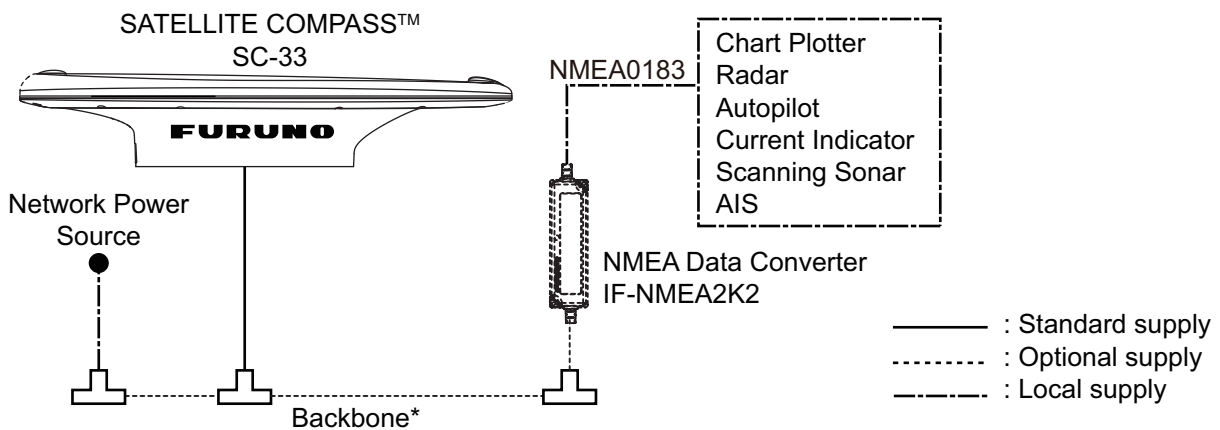 SATELLITE COMPASS™
SC-33
FURUNO
NMEA0183
Chart Plotter
Radar
Autopilot
Current Indicator
Scanning Sonar
AIS
Network Power
Source
NMEA Data Converter
IF-NMEA2K2
Backbone*
: Standard supply
: Optional supply
: Local supply